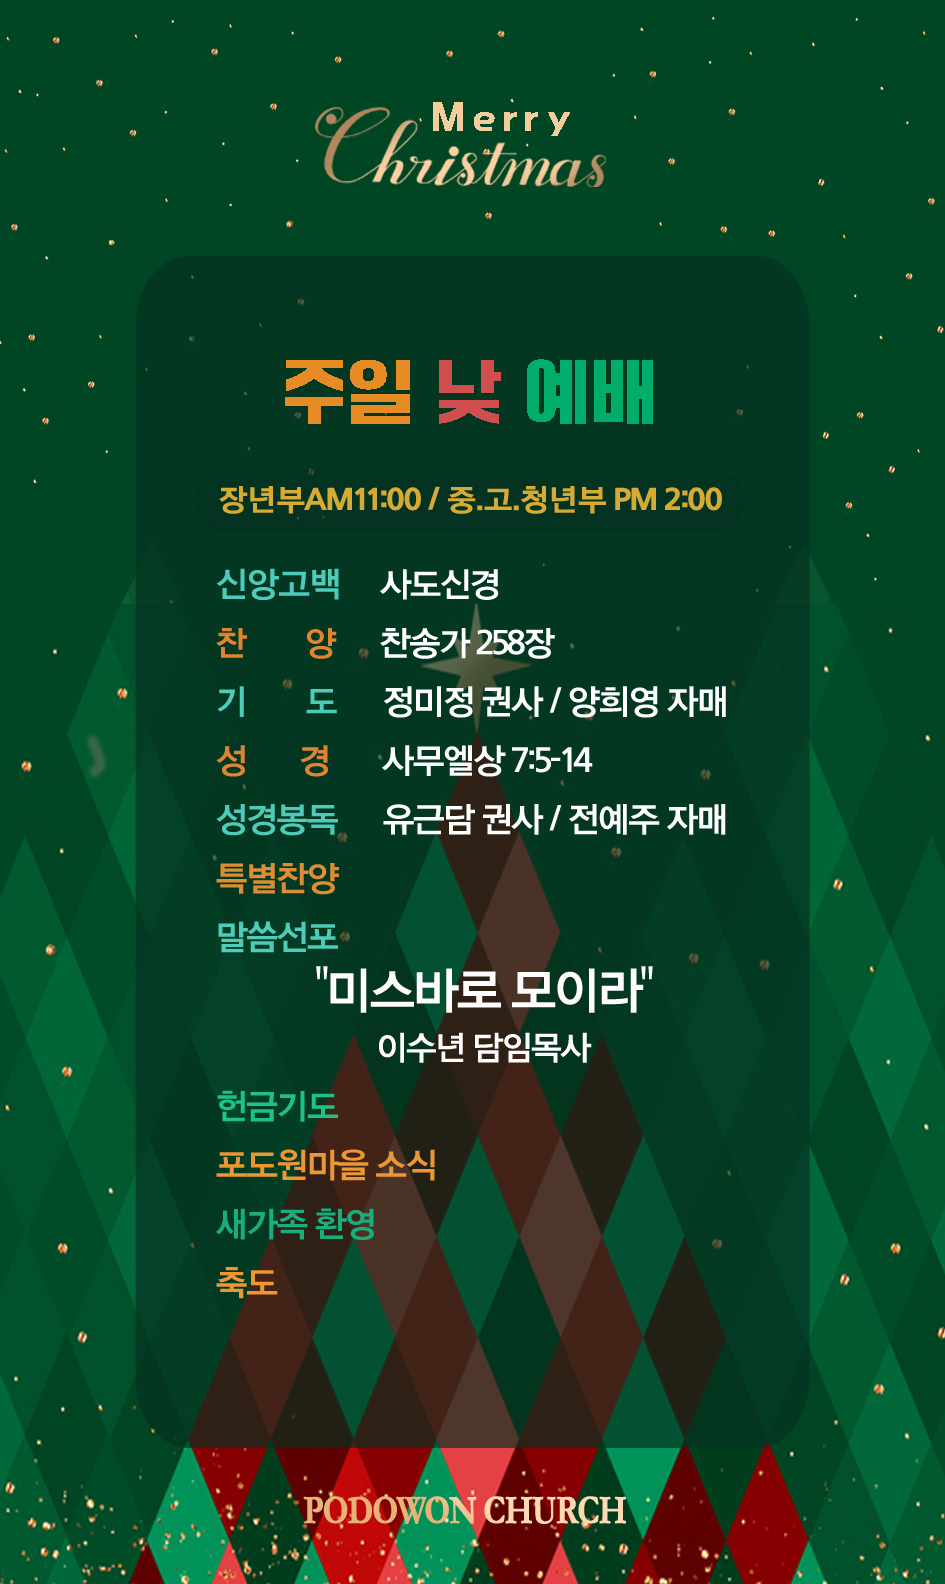 Merry
Christmas
주일 낮 예배
장년부AM11:00 / 중.고.청년부 PM 2:00
신앙고백 사도신경
찬 양 찬송가 258장
기 도 정미정 권사 / 양희영 자매
성 경 사무엘상 7:5-14
성경봉독 유근담 권사 / 전예주 자매
특별찬양
말씀선포
"미스바로 모이라"
이수년 담임목사
헌금기도
포도원마을 소식
새가족 환영
축도
PODOWON CHURCH